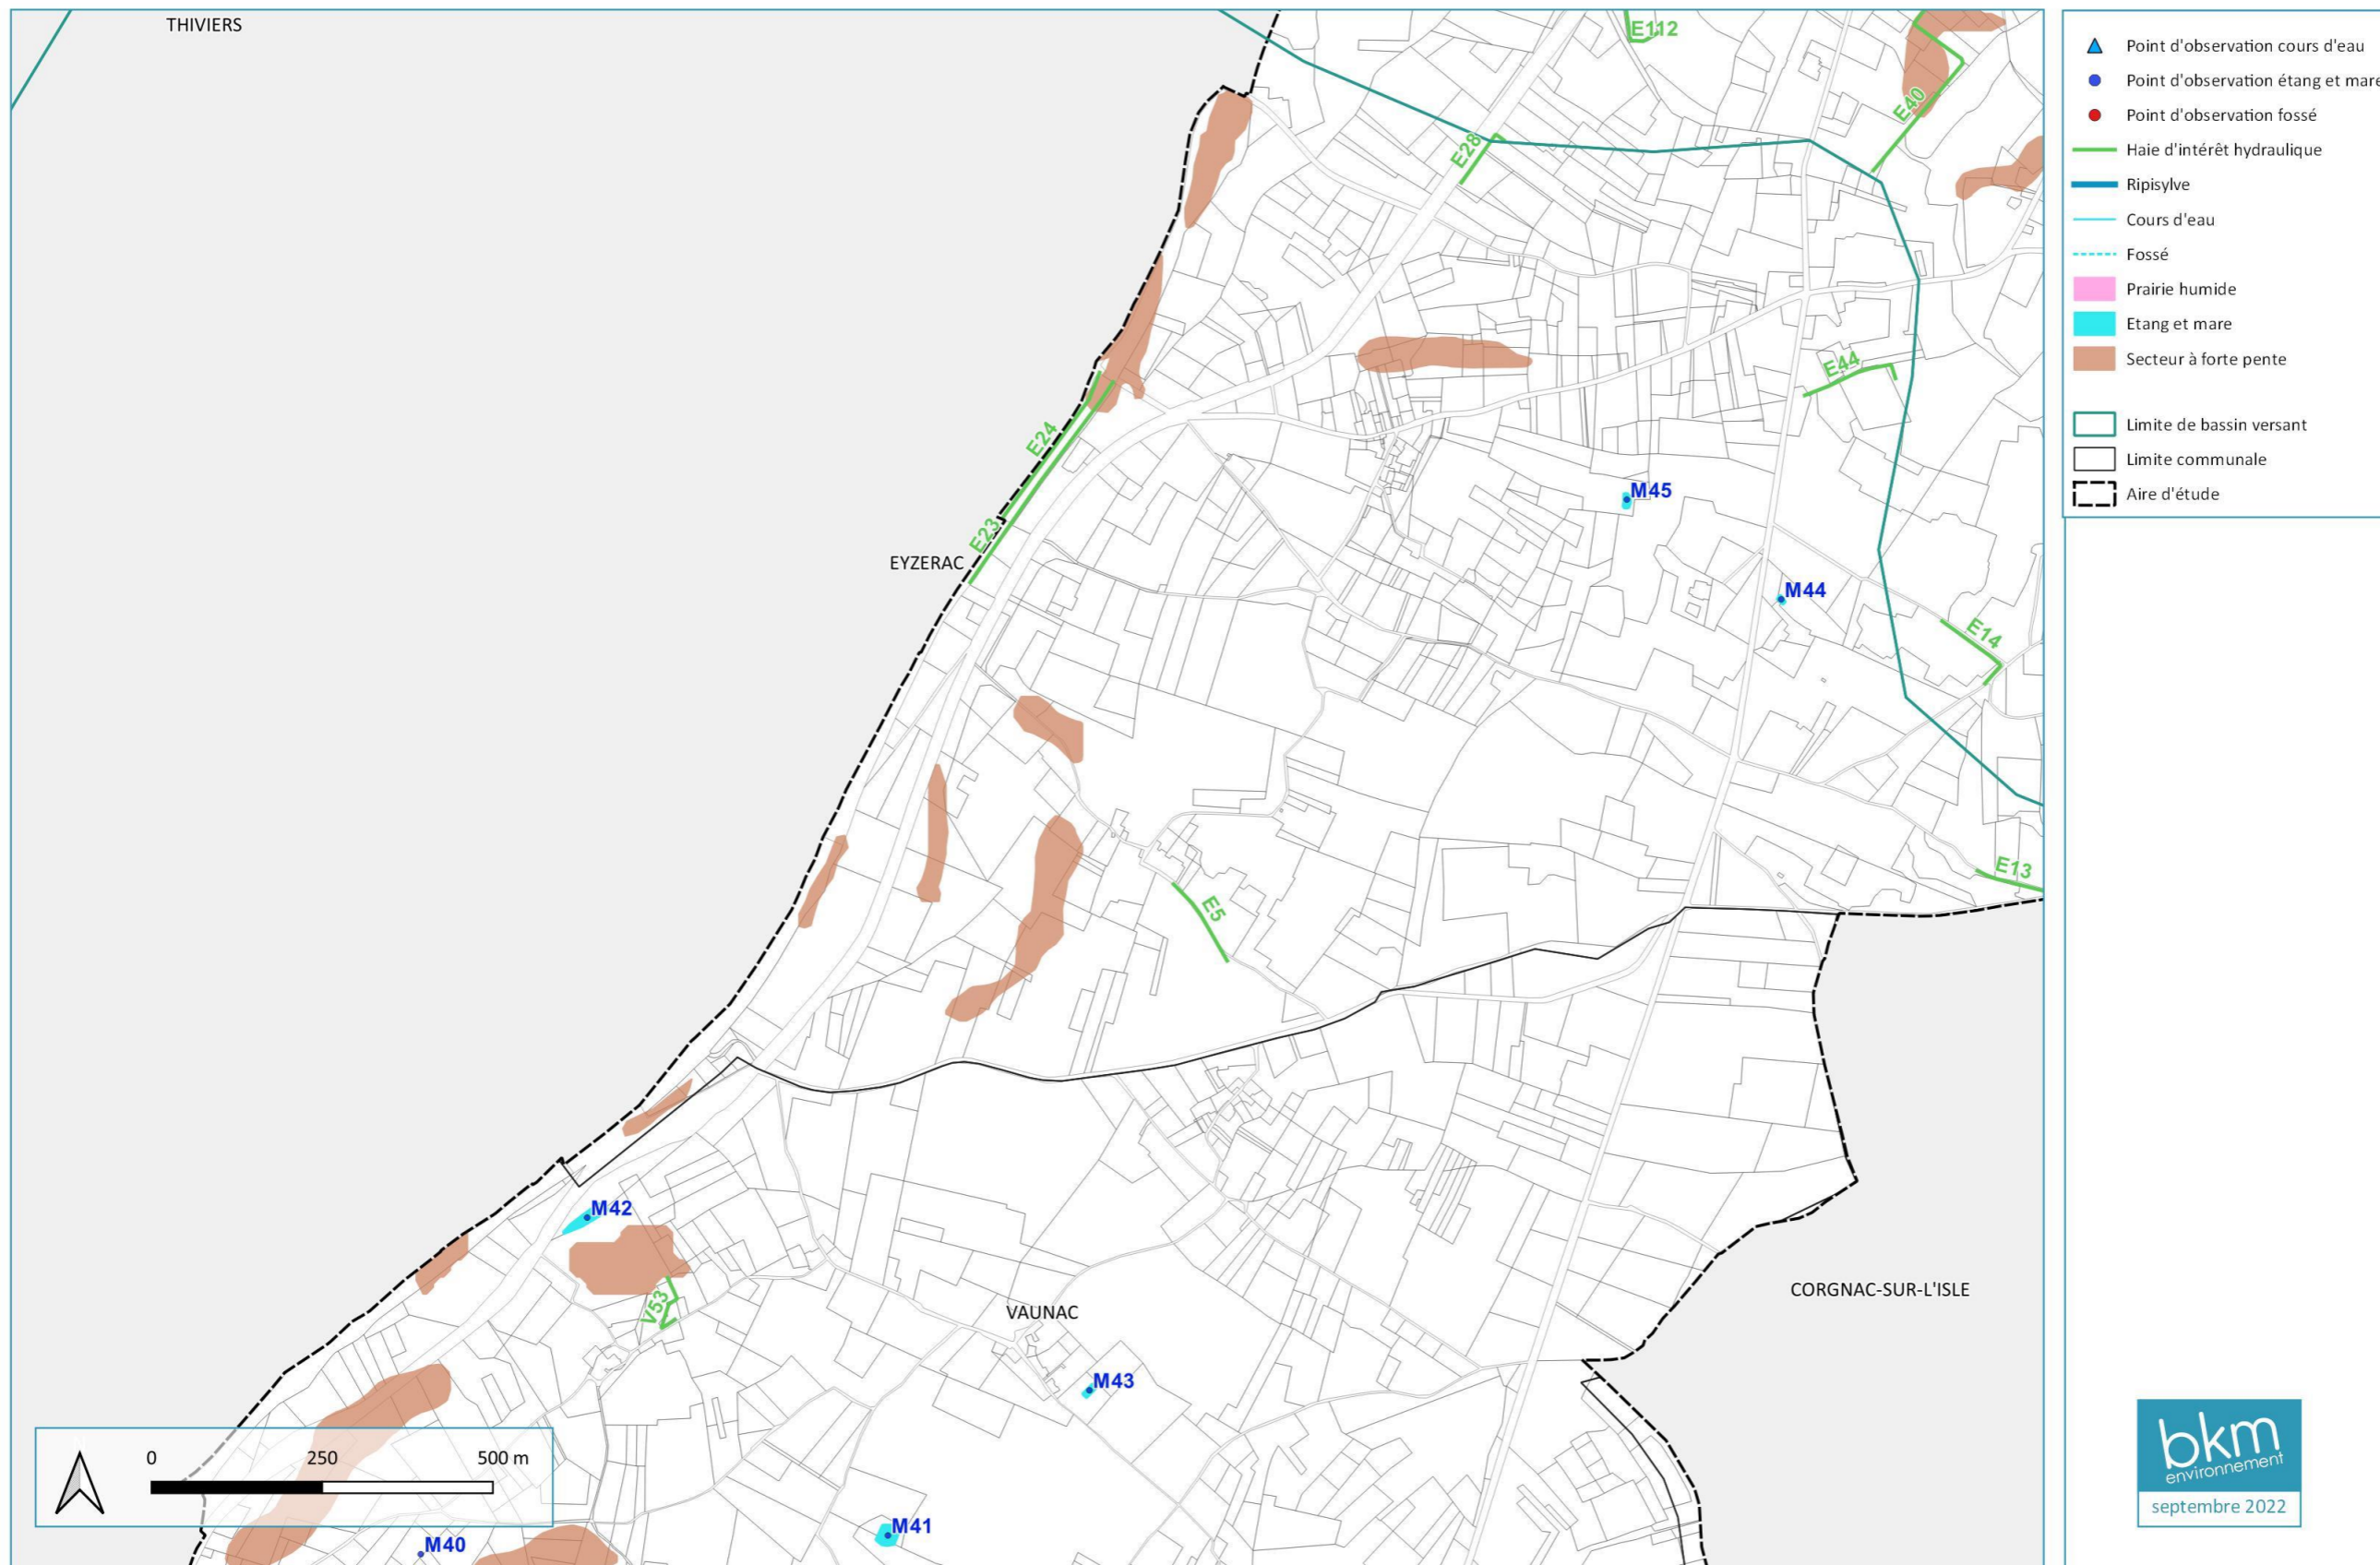 THIVIERS
E112
E40
E28
E44
E24
M45
E23
EYZERAC
M44
E14
E13
E5
M42
CORGNAC-SUR-L'ISLE
V53
VAUNAC
M43
0 250 500 m
M41
M40
Point d'observation cours d'eau
Point d'observation étang et mare
Point d'observation fossé
Haie d'intérêt hydraulique
Ripisylve
Cours d'eau
Fossé
Prairie humide
Etang et mare
Secteur à forte pente
Limite de bassin versant
Limite communale
Aire d'étude
bkm
environnement
septembre 2022